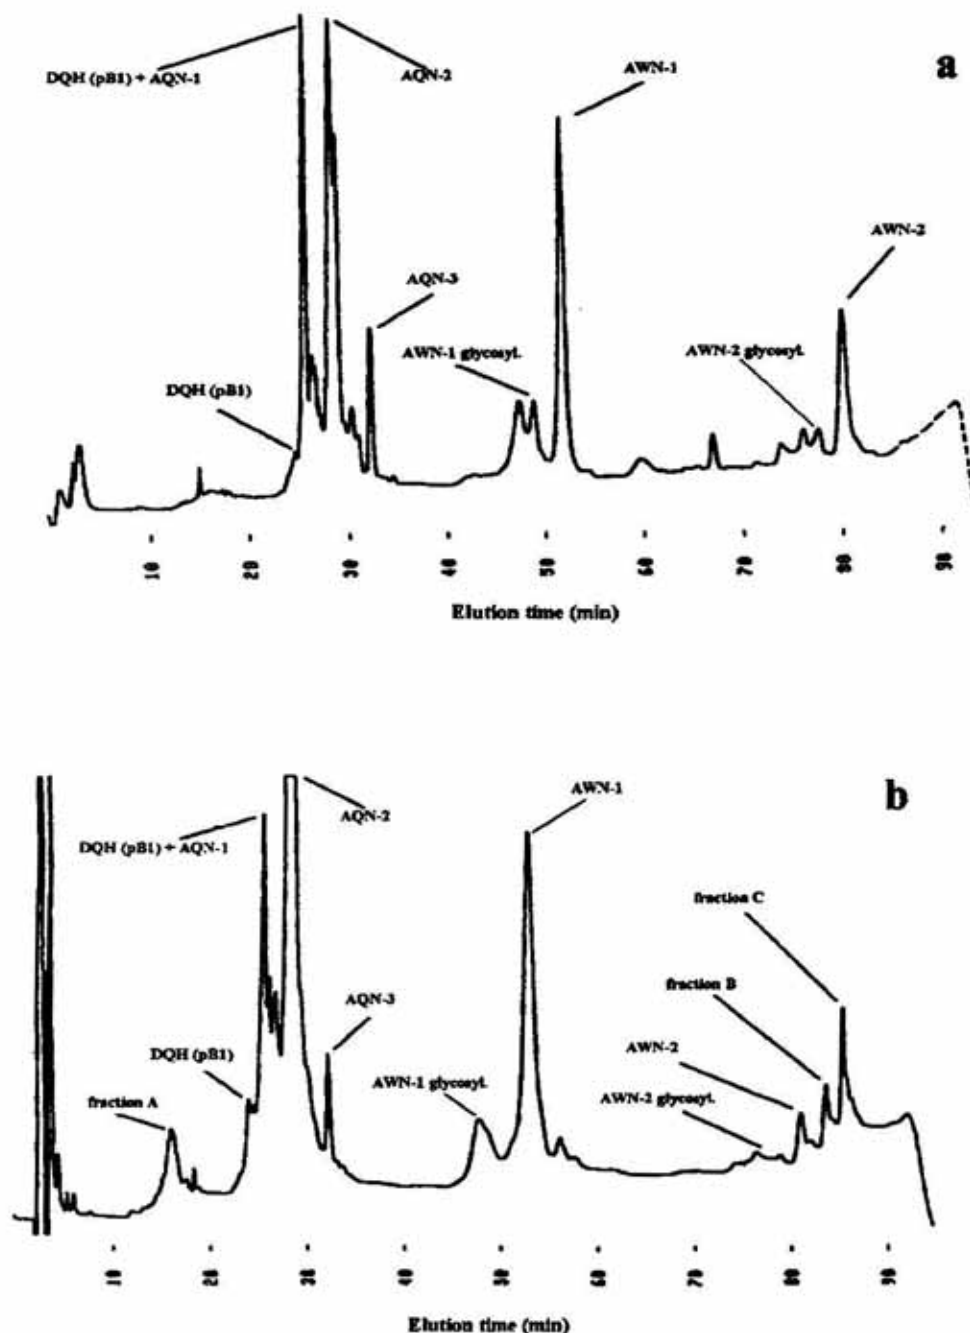 a
DQH (pB1) + AQN-1
AQN-2
AWN-1
AWN-2
AQN-3
AWN-1 glycosyl.
AWN-2 glycosyl.
DQH (pB1)
10 20 30 40 50 60 70 80 90
Elution time (min)
b
AWN-1
AQN-2
DQH (pB1) + AQN-1
fraction C
fraction B
AQN-3
AWN-2
DQH (pB1)
AWN-1 glycosyl.
AWN-2 glycosyl.
fraction A
10 20 30 40 50 60 70 80 90
Elution time (min)